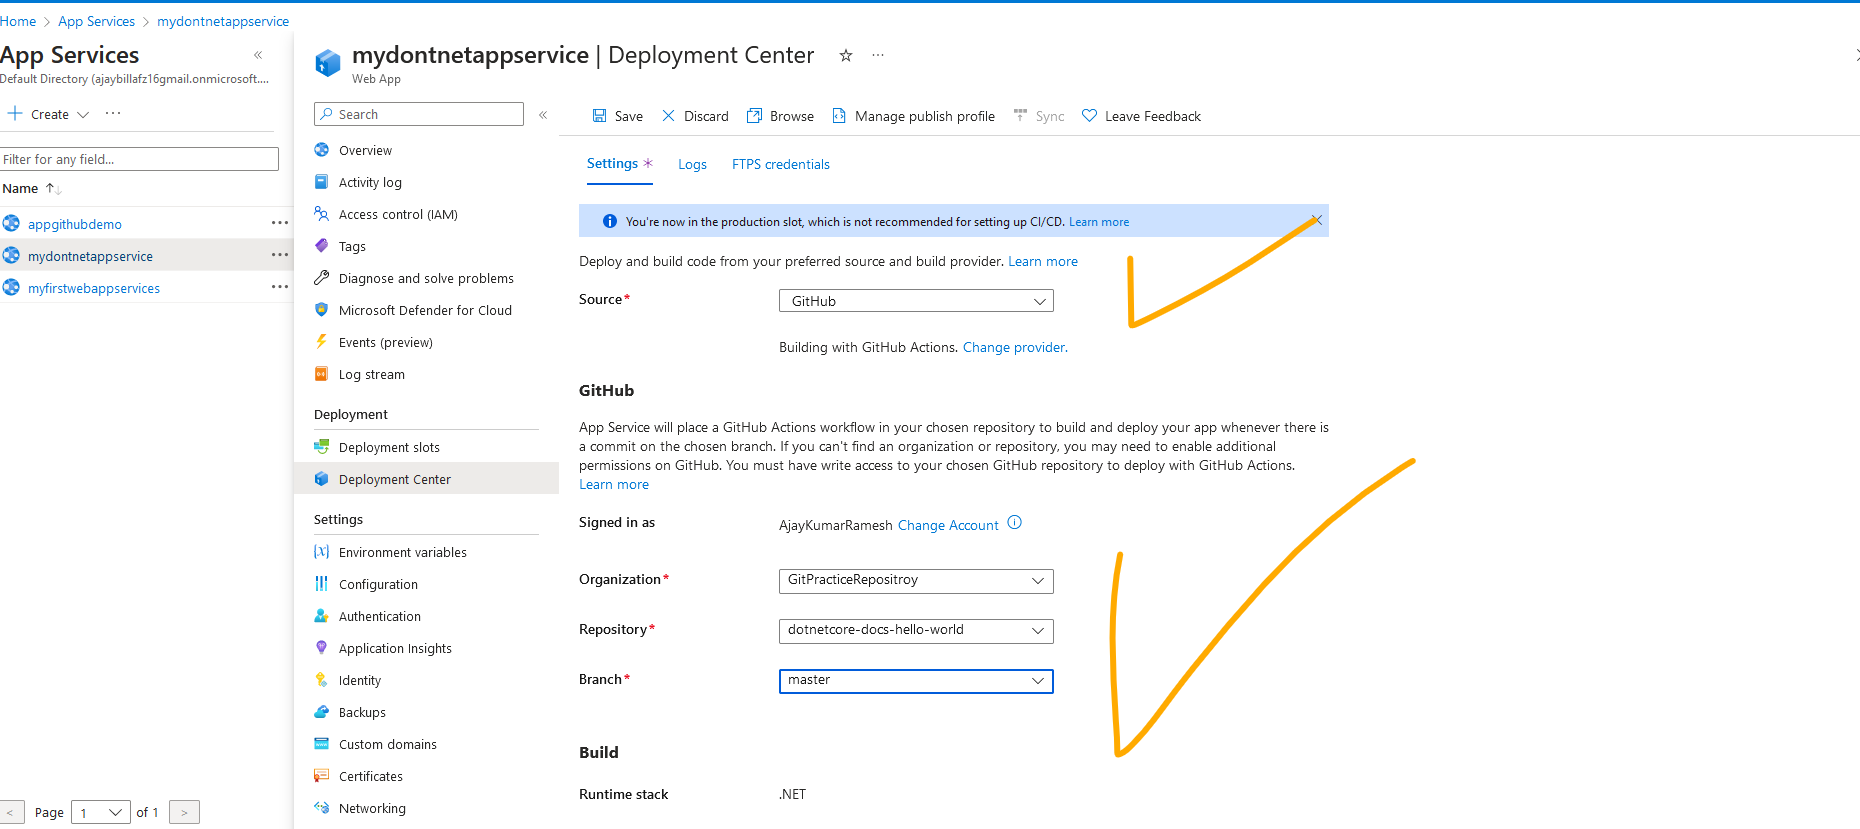 Home > App Services > mydontnetappservice
App Services «
Default Directory (ajaybillafz16gmail.onmicrosoft....
+ Create ···
Filter for any field...
Name ↑↓
appgithubdemo ···
mydontnetappservice ···
myfirstwebappservices ···
< Page 1 of 1 >
mydontnetappservice | Deployment Center ☆ ···
Web App
Search «
Overview
Activity log
Access control (IAM)
Tags
Diagnose and solve problems
Microsoft Defender for Cloud
Events (preview)
Log stream
Deployment
Deployment slots
Deployment Center
Settings
Environment variables
Configuration
Authentication
Application Insights
Identity
Backups
Custom domains
Certificates
Networking
Save Discard Browse Manage publish profile Sync Leave Feedback
Settings * Logs FTPS credentials
You're now in the production slot, which is not recommended for setting up CI/CD. Learn more
Deploy and build code from your preferred source and build provider. Learn more
Source* GitHub
Building with GitHub Actions. Change provider.
GitHub
App Service will place a GitHub Actions workflow in your chosen repository to build and deploy your app whenever there is
a commit on the chosen branch. If you can't find an organization or repository, you may need to enable additional
permissions on GitHub. You must have write access to your chosen GitHub repository to deploy with GitHub Actions.
Learn more
Signed in as AjayKumarRamesh Change Account
Organization* GitPracticeRepositroy
Repository* dotnetcore-docs-hello-world
Branch* master
Build
Runtime stack .NET